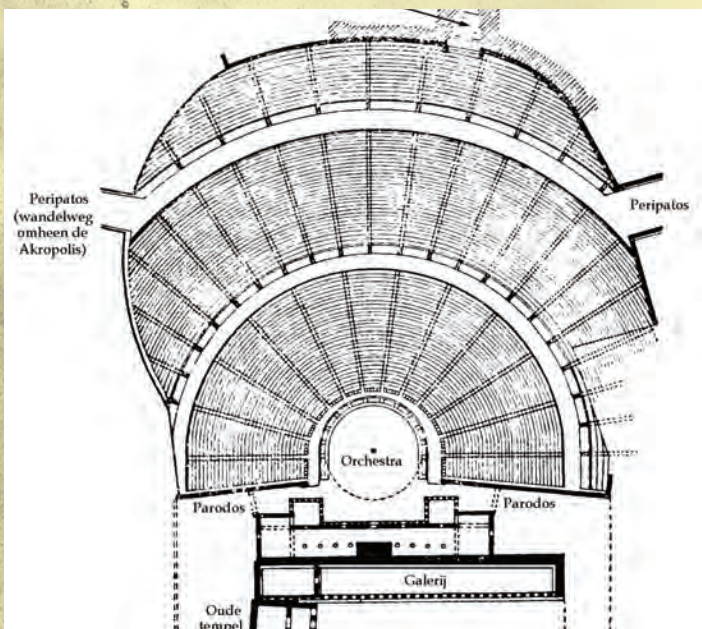 Peripatos
(wandelweg
omheen de
Akropolis)
Peripatos
Orchestra
Parodos
Parodos
Galerij
Oude
tempel